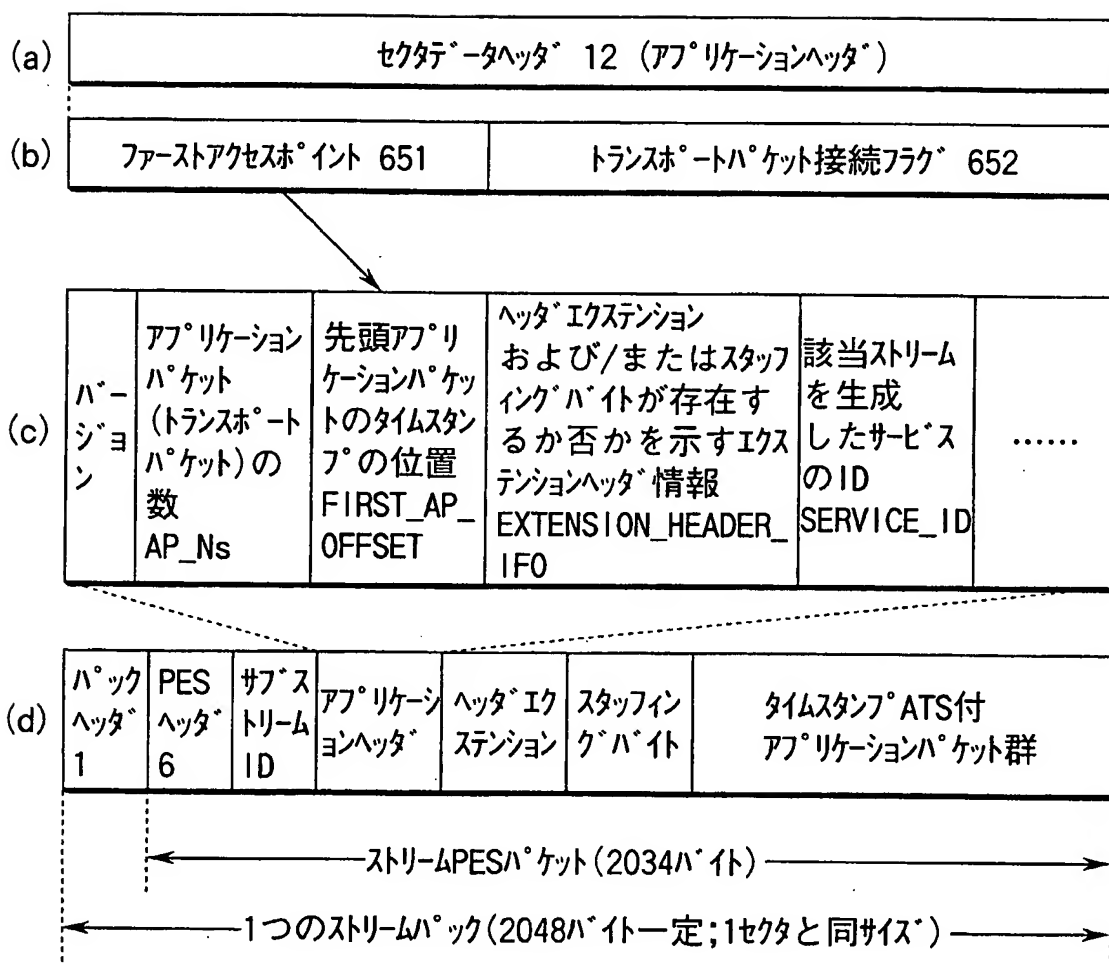 (a)
セクタデータヘッダ 12 (アプリケーションヘッダ)
(b)
ファーストアクセスポイント 651
トランスポートパケット接続フラグ 652
(c)
バー
ジョ
ン
アプリケーション
パケット
(トランスポート
パケット)の
数
AP_Ns
先頭アプリ
ケーションパケッ
トのタイムスタン
プの位置
FIRST_AP_
OFFSET
ヘッダエクステンション
および/またはスタッフ
ィングバイトが存在す
るか否かを示すエクス
テンションヘッダ情報
EXTENSION_HEADER_
IFO
該当ストリーム
を生成
したサービス
のID
SERVICE_ID
……
(d)
パック
ヘッダ
1
PES
ヘッダ
6
サブス
トリーム
ID
アプリケーシ
ョンヘッダ
ヘッダエク
ステンション
スタッフィン
グバイト
タイムスタンプATS付
アプリケーションパケット群
ストリームPESパケット(2034バイト)
1つのストリームパック(2048バイト一定;1セクタと同サイズ)